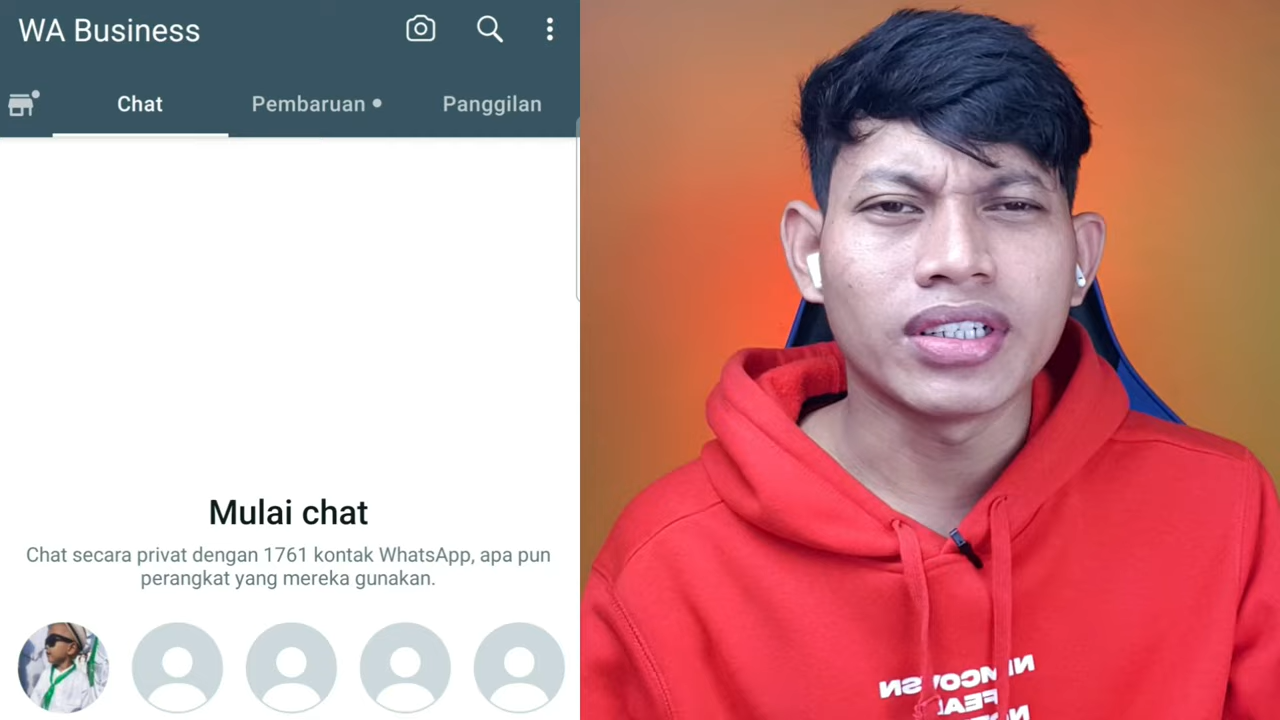 WA Business
Chat
Pembaruan
Panggilan
Mulai chat
Chat secara privat dengan 1761 kontak WhatsApp, apa pun
perangkat yang mereka gunakan.